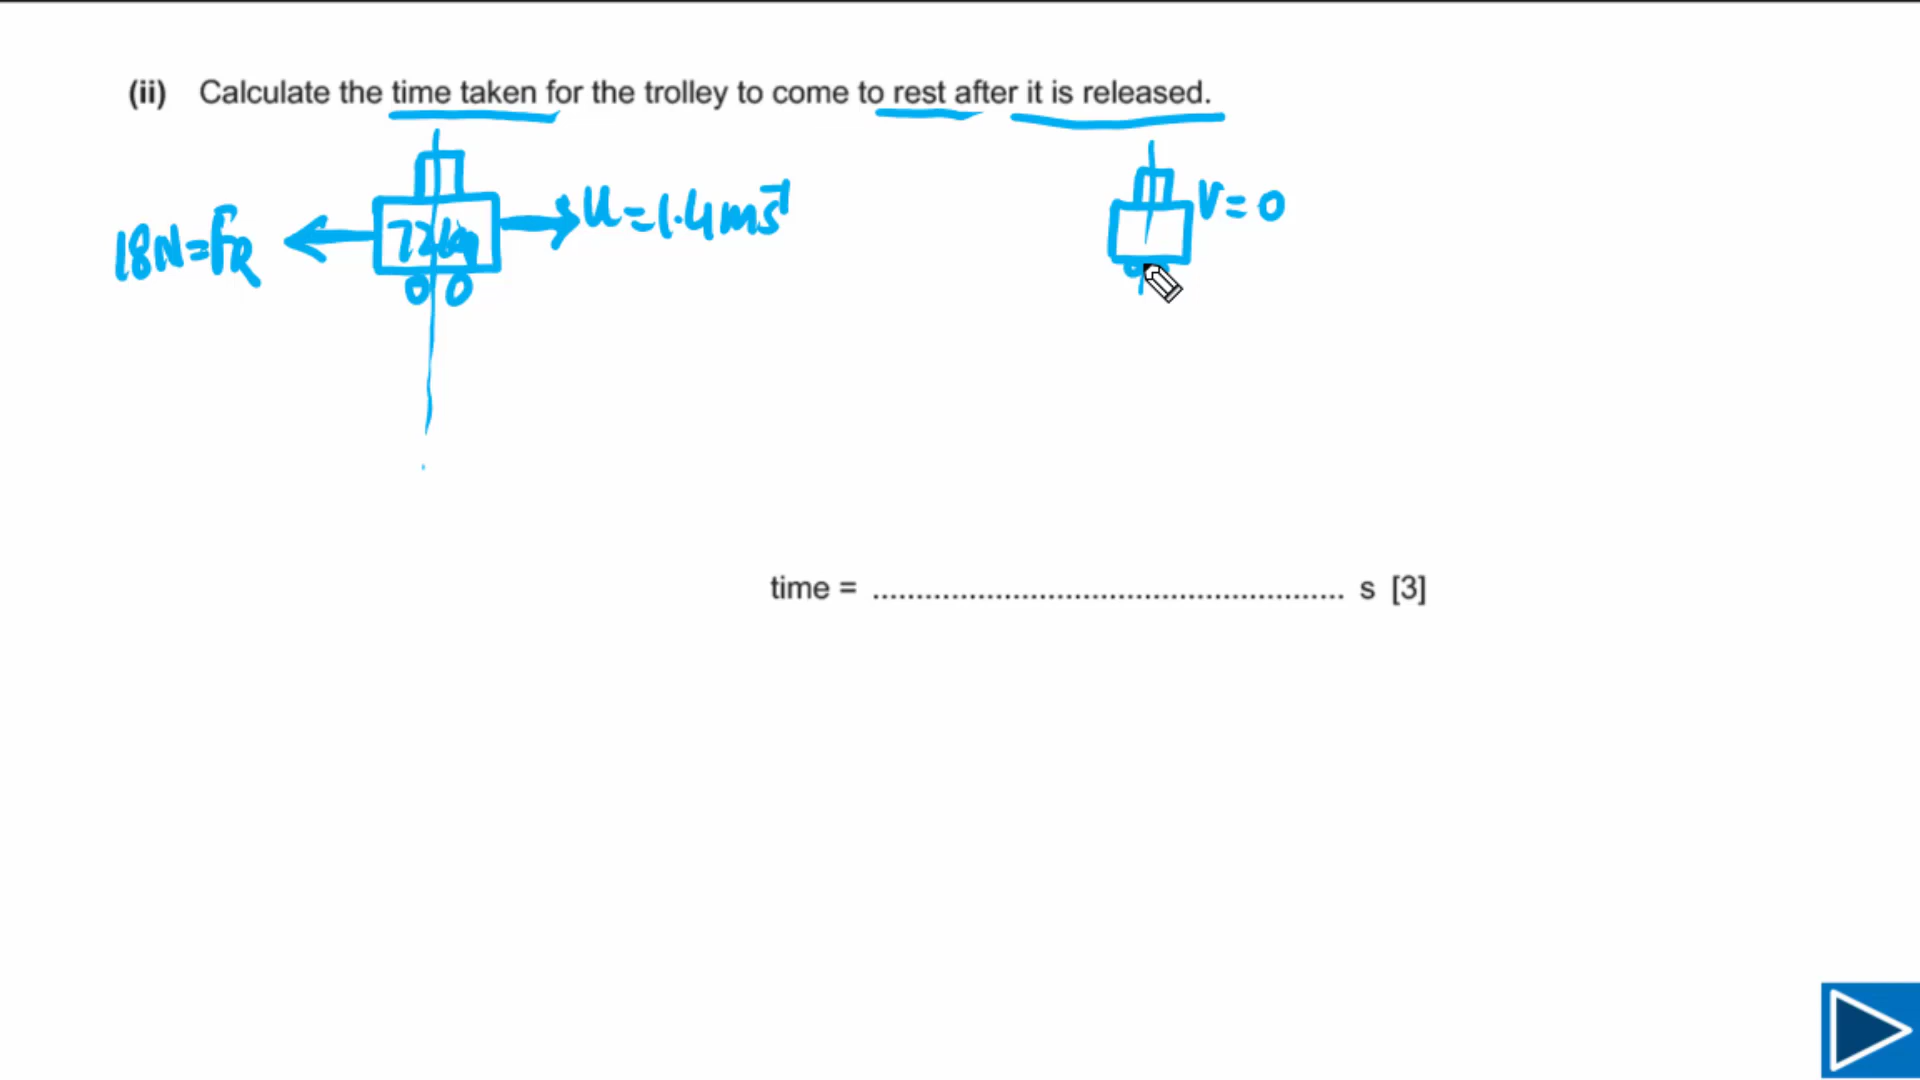 (ii) Calculate the time taken for the trolley to come to rest after it is released.
18N=FR
72kg
u=1.4ms⁻¹
v=0
time = ........................................................ s [3]